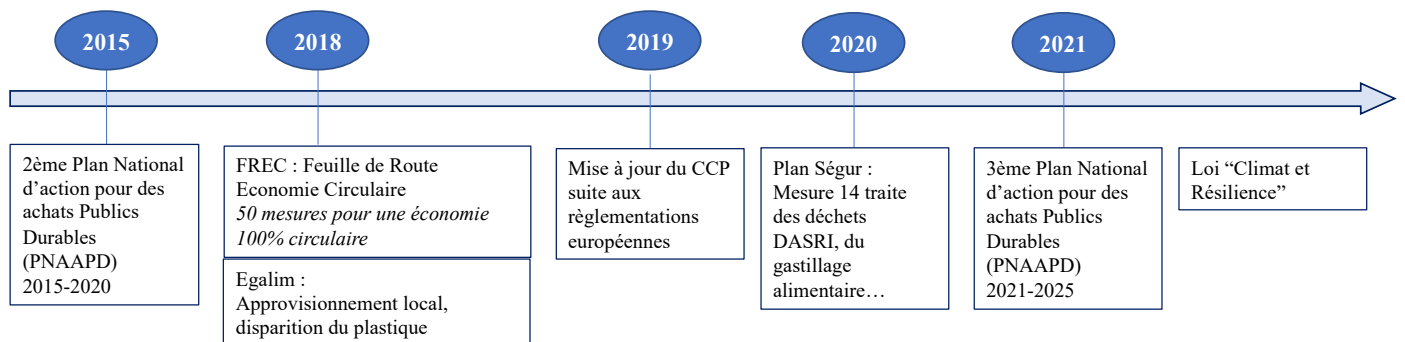 2015
2018
2019
2020
2021
2ème Plan National
d'action pour des
achats Publics
Durables
(PNAAPD)
2015-2020
FREC : Feuille de Route
Economie Circulaire
50 mesures pour une économie
100% circulaire
Egalim :
Approvisionnement local,
disparition du plastique
Mise à jour du CCP
suite aux
règlementations
européennes
Plan Ségur :
Mesure 14 traite
des déchets
DASRI, du
gastillage
alimentaire…
3ème Plan National
d'action pour des
achats Publics
Durables
(PNAAPD)
2021-2025
Loi “Climat et
Résilience”